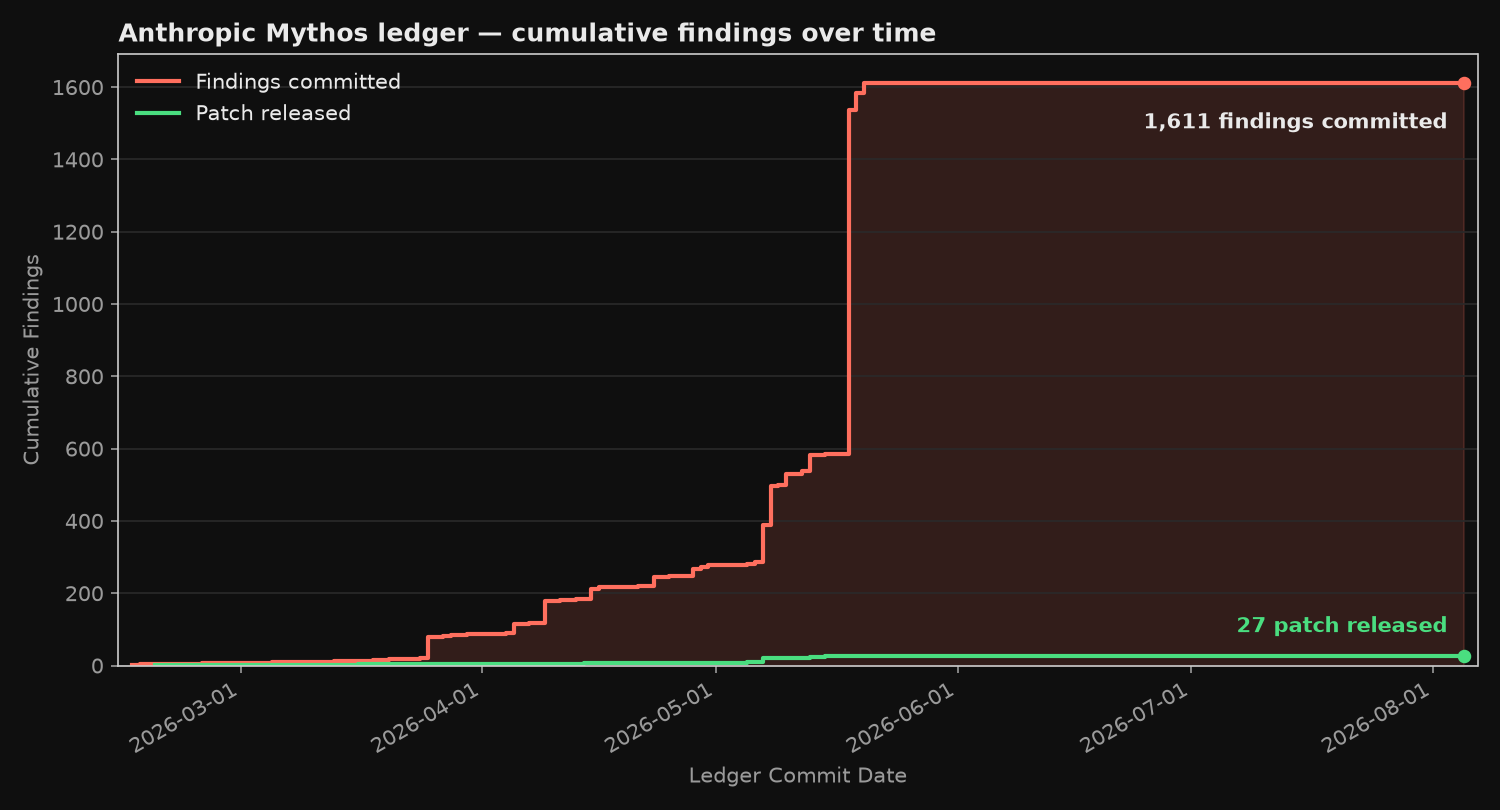 Anthropic Mythos ledger — cumulative findings over time
Findings committed
Patch released
1,611 findings committed
27 patch released
Cumulative Findings
1600
1400
1200
1000
800
600
400
200
0
2026-03-01
2026-04-01
2026-05-01
2026-06-01
2026-07-01
2026-08-01
Ledger Commit Date